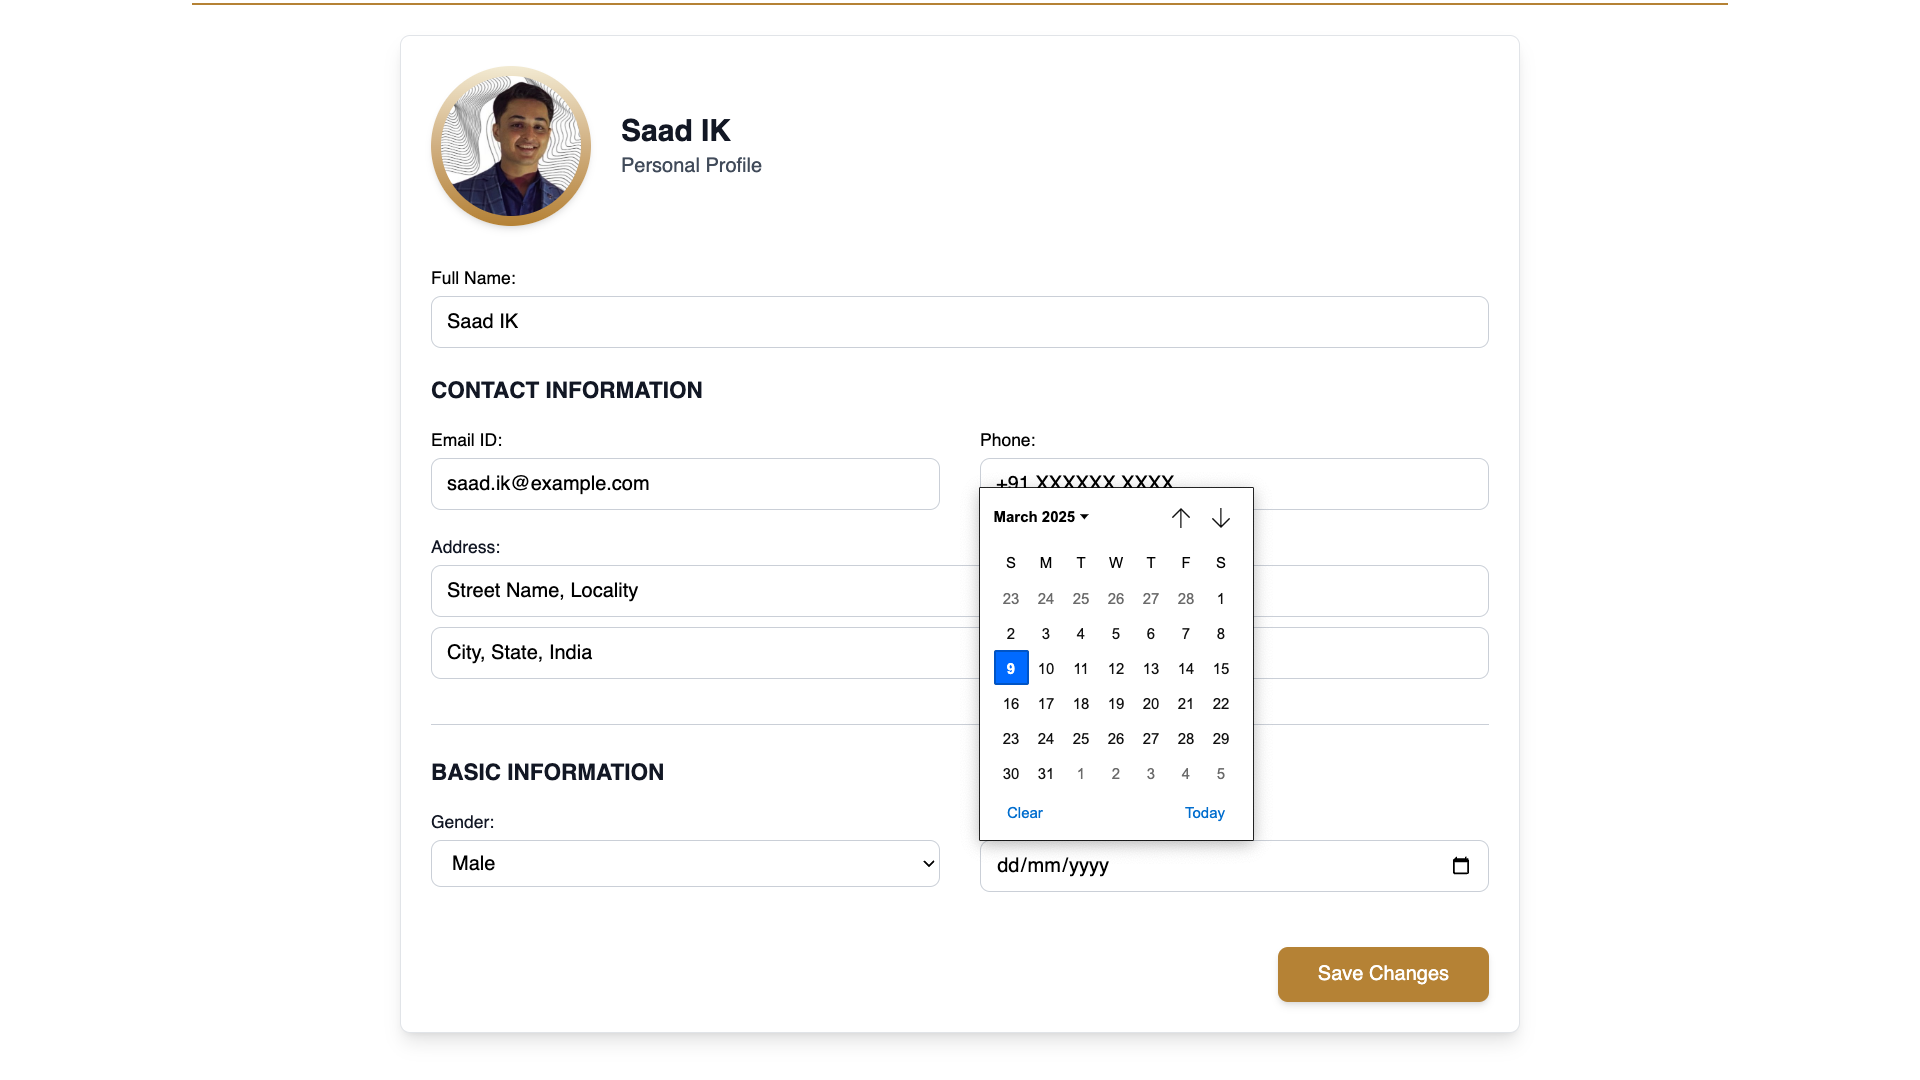 Saad IK
Personal Profile
Full Name:
Saad IK
CONTACT INFORMATION
Email ID:
Phone:
saad.ik@example.com
+91 XXXXXX XXXX
Address:
Street Name, Locality
City, State, India
March 2025
S M T W T F S
23 24 25 26 27 28 1
2 3 4 5 6 7 8
9 10 11 12 13 14 15
16 17 18 19 20 21 22
23 24 25 26 27 28 29
30 31 1 2 3 4 5
Clear Today
BASIC INFORMATION
Gender:
Male
dd/mm/yyyy
Save Changes